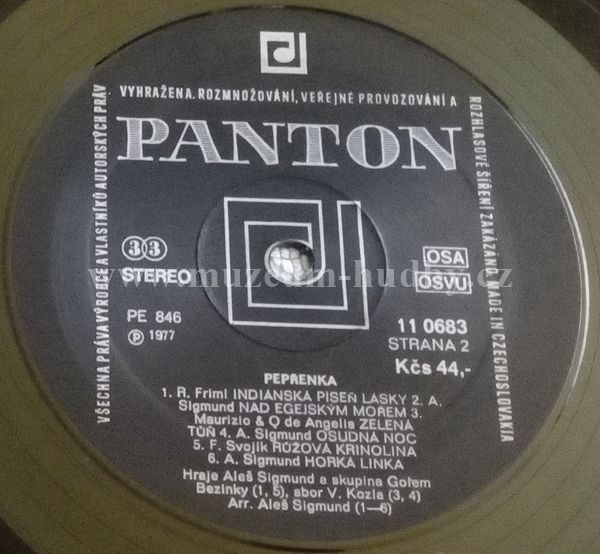 VYHRAŽENA. ROZMNOŽOVÁNÍ, VEŘEJNÉ PROVOZOVÁNÍ A
ROZHLASOVÉ ŠÍŘENÍ ZAKÁZÁNO. MADE IN CZECHOSLOVAKIA
VŠECHNA PRÁVA VÝROBCE A VLASTNÍKŮ AUTORSKÝCH PRÁV
PANTON
33
STEREO
OSA
OSVU
www.muzeum-hudby.cz
PE 846
℗ 1977
11 0683
STRANA 2
Kčs 44,-
PEPŘENKA
1. R. Friml INDIÁNSKÁ PÍSEŇ LÁSKY 2. A.
Sigmund NAD EGEJSKÝM MOŘEM 3.
Maurizio & O de Angelis ZELENÁ
TŮŇ 4. A. Sigmund OSUDNÁ NOC
5. F. Svojík RŮŽOVÁ KRINOLINA
6. A. Sigmund HORKÁ LINKA
Hraje Aleš Sigmund a skupina Golem
Bezinky (1, 5), sbor V. Kozla (3, 4)
Arr. Aleš Sigmund (1—6)